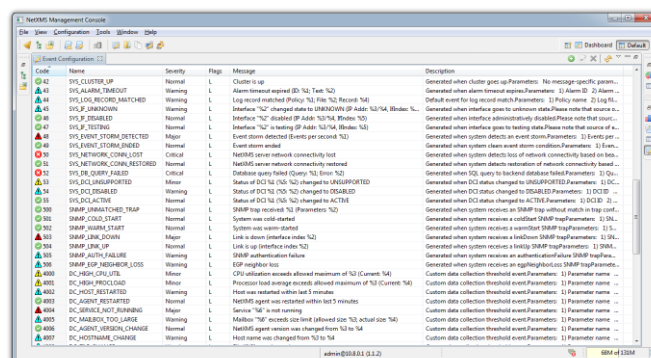 NetXMS Management Console
File View Configuration Tools Window Help
Dashboard Default
Event Configuration
Code Name Severity Flags Message Description
42 SYS_CLUSTER_UP Normal L Cluster is up Generated when cluster goes up.Parameters: No message-specific param...
43 SYS_ALARM_TIMEOUT Warning L Alarm timeout expired (ID: %1; Text: %2) Generated when alarm timeout expires.Parameters: 1) Alarm ID 2) Alarm ...
44 SYS_LOG_RECORD_MATCHED Warning L Log record matched (Policy: %1; File: %2; Record: %4) Default event for log record match.Parameters: 1) Policy name 2) Log fil...
45 SYS_IF_UNKNOWN Warning L Interface "%2" changed state to UNKNOWN (IP Addr: %3/%4, IfIndex: %... Generated when interface goes to unknown state.Please note that source o...
46 SYS_IF_DISABLED Normal L Interface "%2" disabled (IP Addr: %3/%4, IfIndex: %5) Generated when interface administratively disabled.Please note that sourc...
47 SYS_IF_TESTING Normal L Interface "%2" is testing (IP Addr: %3/%4, IfIndex: %5) Generated when interface goes to testing state.Please note that source of e...
48 SYS_EVENT_STORM_DETECTED Major L Event storm detected (Events per second: %1) Generated when system detects an event storm.Parameters: 1) Events per ...
49 SYS_EVENT_STORM_ENDED Normal L Event storm ended Generated when system clears event storm condition.Parameters: 1) Even...
50 SYS_NETWORK_CONN_LOST Critical L NetXMS server network connectivity lost Generated when system detects loss of network connectivity based on bea...
51 SYS_NETWORK_CONN_RESTORED Normal L NetXMS server network connectivity restored Generated when system detects restoration of network connectivity based ...
52 SYS_DB_QUERY_FAILED Critical L Database query failed (Query: %1; Error: %2) Generated when SQL query to backend database failed.Parameters: 1) Qu...
53 SYS_DCI_UNSUPPORTED Minor L Status of DCI %1 (%5: %2) changed to UNSUPPORTED Generated when DCI status changed to UNSUPPORTED.Parameters: 1) DC...
54 SYS_DCI_DISABLED Warning L Status of DCI %1 (%5: %2) changed to DISABLED Generated when DCI status changed to DISABLED.Parameters: 1) DCI ID ...
55 SYS_DCI_ACTIVE Normal L Status of DCI %1 (%5: %2) changed to ACTIVE Generated when DCI status changed to ACTIVE.Parameters: 1) DCI ID 2) ...
500 SNMP_UNMATCHED_TRAP Normal L SNMP trap received: %1 (Parameters: %2) Generated when system receives an SNMP trap without match in trap conf...
501 SNMP_COLD_START Normal L System was cold-started Generated when system receives a coldStart SNMP trapParameters: 1) SN...
502 SNMP_WARM_START Normal L System was warm-started Generated when system receives a warmStart SNMP trapParameters: 1) ...
503 SNMP_LINK_DOWN Major L Link is down (interface index %2) Generated when system receives a linkDown SNMP trapParameters: 1) SN...
504 SNMP_LINK_UP Normal L Link is up (interface index %2) Generated when system receives a linkUp SNMP trapParameters: 1) SNM...
505 SNMP_AUTH_FAILURE Warning L SNMP authentication failure Generated when system receives an authenticationFailure SNMP trapPara...
506 SNMP_EGP_NEIGHBOR_LOSS Warning L EGP neighbor loss Generated when system receives an egpNeighborLoss SNMP trapParamete...
4000 DC_HIGH_CPU_UTIL Minor L CPU utilization exceeds allowed maximum of %3 (Current: %4) Custom data collection threshold event.Parameters: 1) Parameter name ...
4001 DC_HIGH_PROCLOAD Minor L Processor load average exceeds allowed maximum of %3 (Current: %4) Custom data collection threshold event.Parameters: 1) Parameter name ...
4002 DC_HOST_RESTARTED Warning L Host was restarted within last 5 minutes Custom data collection threshold event.Parameters: 1) Parameter name ...
4003 DC_AGENT_RESTARTED Normal L NetXMS agent was restarted within last 5 minutes Custom data collection threshold event.Parameters: 1) Parameter name ...
4004 DC_SERVICE_NOT_RUNNING Major L Service "%6" is not running Custom data collection threshold event.Parameters: 1) Parameter name ...
4005 DC_MAILBOX_TOO_LARGE Warning L Mailbox "%6" exceeds size limit (allowed size: %3; actual size: %4) Custom data collection threshold event.Parameters: 1) Parameter name ...
4006 DC_AGENT_VERSION_CHANGE Normal L NetXMS agent version was changed from %3 to %4 Custom data collection threshold event.Parameters: 1) Parameter name ...
4007 DC_HOSTNAME_CHANGE Warning L Host name was changed from %3 to %4 Custom data collection threshold event.Parameters: 1) Parameter name ...
admin@10.8.0.1 (1.1.2) 68M of 131M